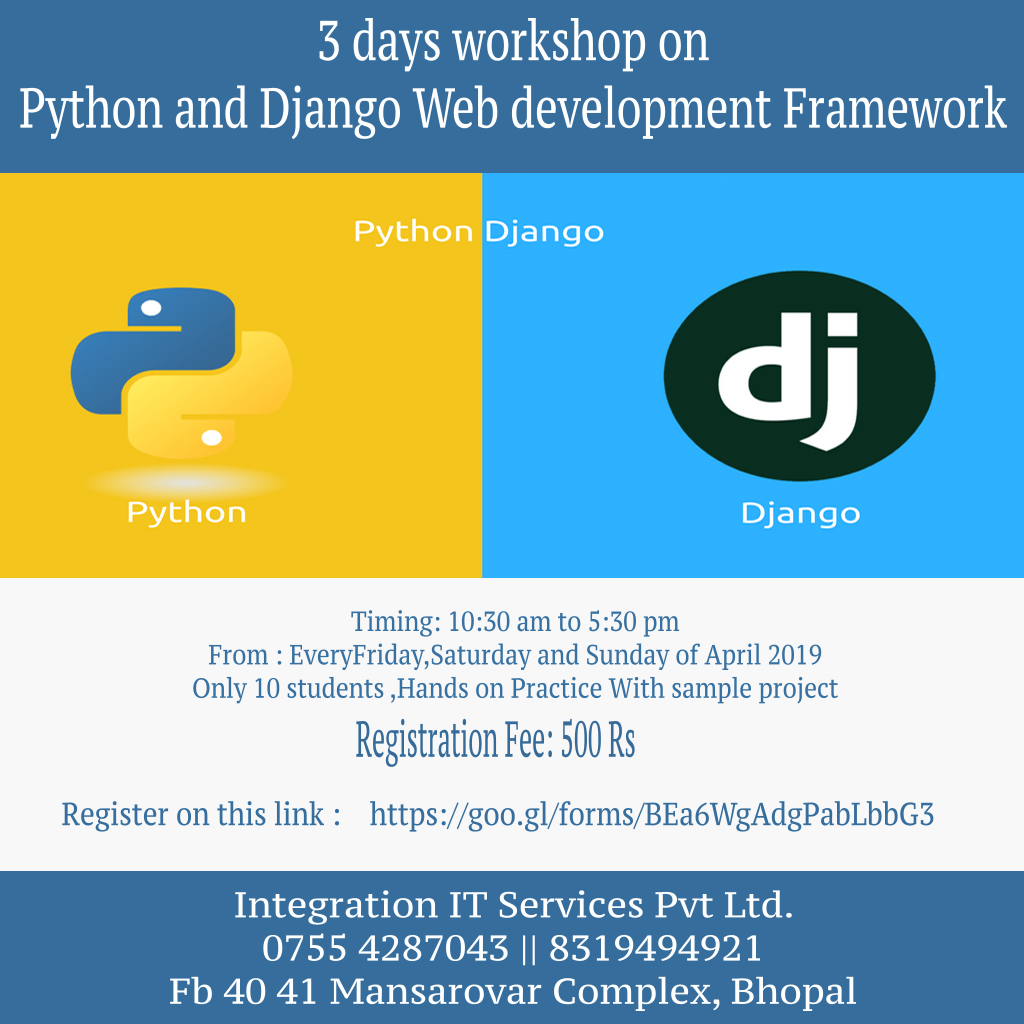 3 days workshop on
Python and Django Web development Framework
Python Django
dj
Python
Django
Timing: 10:30 am to 5:30 pm
From : EveryFriday,Saturday and Sunday of April 2019
Only 10 students ,Hands on Practice With sample project
Registration Fee: 500 Rs
Register on this link : https://goo.gl/forms/BEa6WgAdgPabLbbG3
Integration IT Services Pvt Ltd.
0755 4287043 || 8319494921
Fb 40 41 Mansarovar Complex, Bhopal